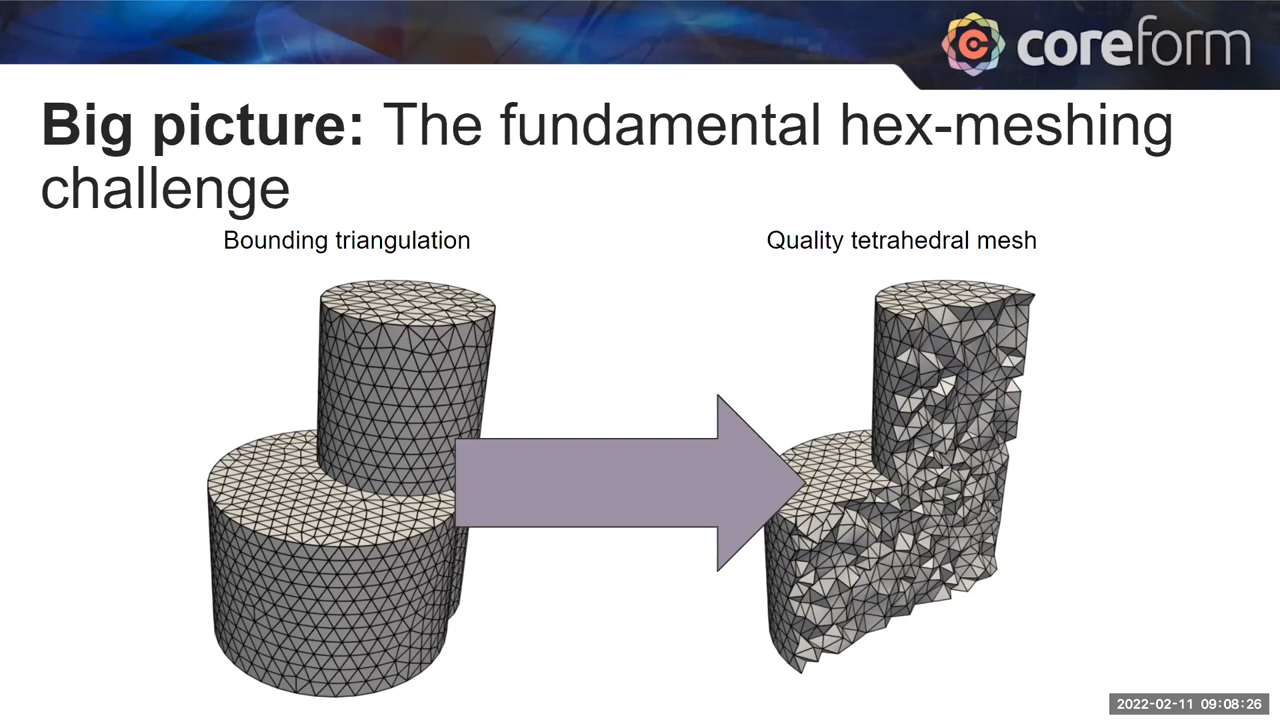 coreform
Big picture: The fundamental hex-meshing
challenge
Bounding triangulation
Quality tetrahedral mesh
2022-02-11 09:08:26